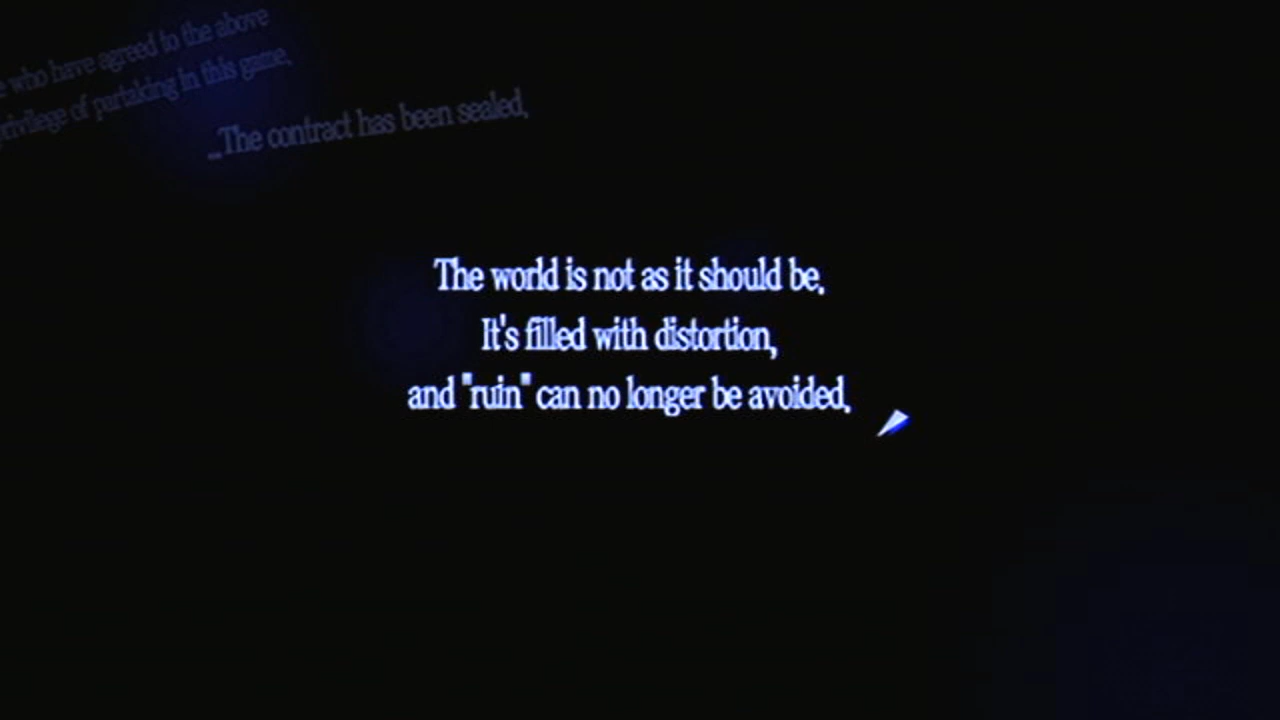 who have agreed to the above
privilege of partaking in this game.
...The contract has been sealed.
The world is not as it should be.
It's filled with distortion,
and "ruin" can no longer be avoided.